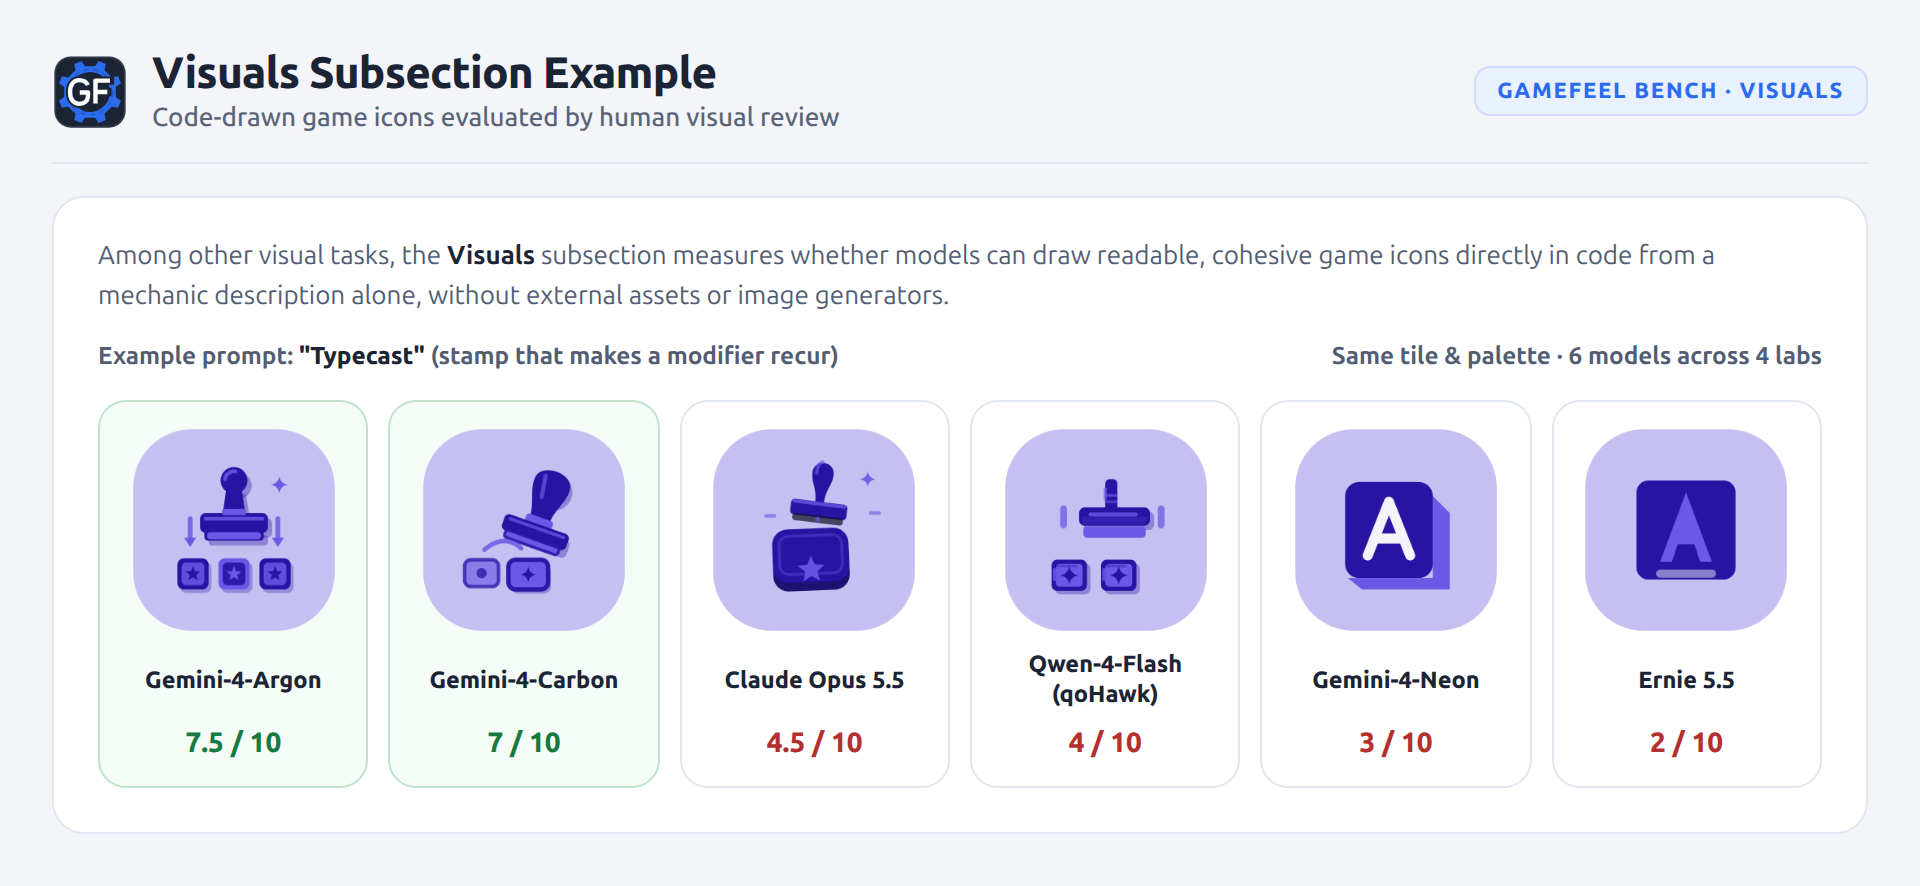 GF
Visuals Subsection Example
Code-drawn game icons evaluated by human visual review
GAMEFEEL BENCH · VISUALS
Among other visual tasks, the Visuals subsection measures whether models can draw readable, cohesive game icons directly in code from a
mechanic description alone, without external assets or image generators.
Example prompt: "Typecast" (stamp that makes a modifier recur)
Same tile & palette · 6 models across 4 labs
A
A
Gemini-4-Argon
Gemini-4-Carbon
Claude Opus 5.5
Qwen-4-Flash
(qoHawk)
Gemini-4-Neon
Ernie 5.5
7.5 / 10
7 / 10
4.5 / 10
4 / 10
3 / 10
2 / 10